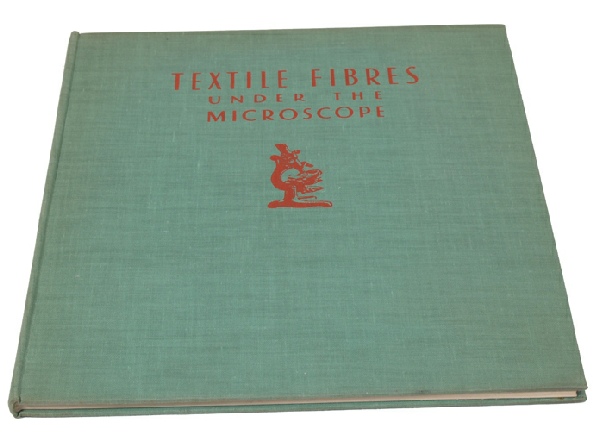 TEXTILE FIBRES
UNDER THE
MICROSCOPE